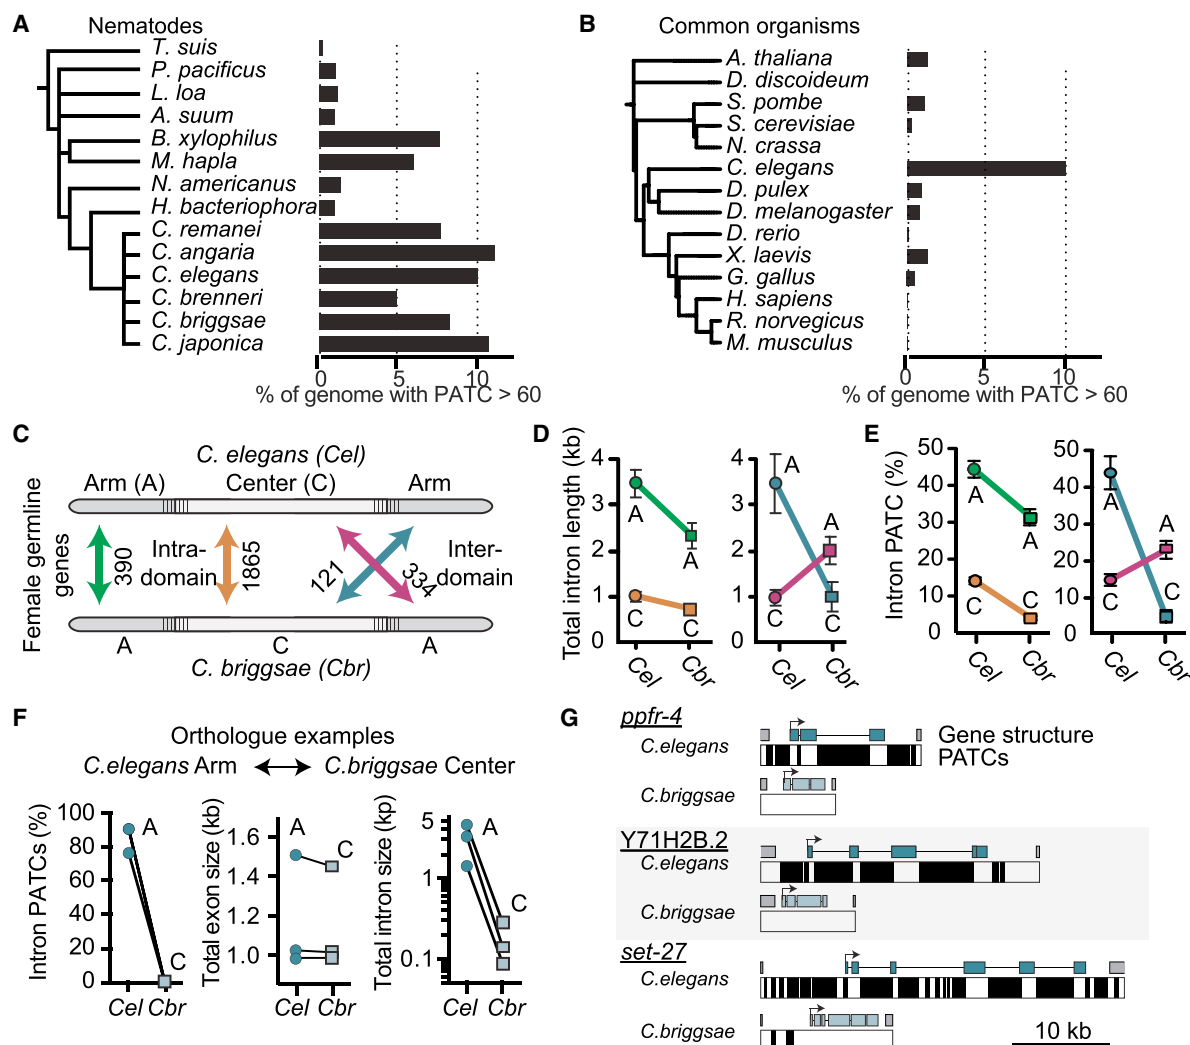 A
Nematodes
T. suis
P. pacificus
L. loa
A. suum
B. xylophilus
M. hapla
N. americanus
H. bacteriophora
C. remanei
C. angaria
C. elegans
C. brenneri
C. briggsae
C. japonica
0
5
10
% of genome with PATC > 60
B
Common organisms
A. thaliana
D. discoideum
S. pombe
S. cerevisiae
N. crassa
C. elegans
D. pulex
D. melanogaster
D. rerio
X. laevis
G. gallus
H. sapiens
R. norvegicus
M. musculus
0
5
10
% of genome with PATC > 60
C
C. elegans (Cel)
Arm (A)
Center (C)
Arm
Female germline
genes
390
Intra-
domain
1865
121
334
Inter-
domain
A
C
A
C. briggsae (Cbr)
D
Total intron length (kb)
4
3
2
1
0
A
A
C
C
Cel
Cbr
4
3
2
1
0
A
A
C
C
Cel
Cbr
E
Intron PATC (%)
50
40
30
20
10
0
A
A
C
C
Cel
Cbr
50
40
30
20
10
0
A
A
C
C
Cel
Cbr
F
Orthologue examples
C.elegans Arm
C.briggsae Center
Intron PATCs (%)
100
80
60
40
20
0
A
C
Cel
Cbr
Total exon size (kb)
1.6
1.4
1.2
1.0
A
C
Cel
Cbr
Total intron size (kp)
5
1
0.1
A
C
Cel
Cbr
G
ppfr-4
C.elegans
Gene structure
PATCs
C.briggsae
Y71H2B.2
C.elegans
C.briggsae
set-27
C.elegans
C.briggsae
10 kb